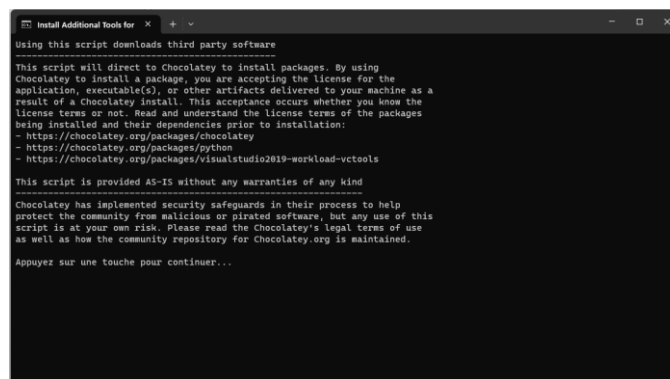 Install Additional Tools for
Using this script downloads third party software
------------------------------------------------
This script will direct to Chocolatey to install packages. By using
Chocolatey to install a package, you are accepting the license for the
application, executable(s), or other artifacts delivered to your machine as a
result of a Chocolatey install. This acceptance occurs whether you know the
license terms or not. Read and understand the license terms of the packages
being installed and their dependencies prior to installation:
- https://chocolatey.org/packages/chocolatey
- https://chocolatey.org/packages/python
- https://chocolatey.org/packages/visualstudio2019-workload-vctools
This script is provided AS-IS without any warranties of any kind
----------------------------------------------------------------
Chocolatey has implemented security safeguards in their process to help
protect the community from malicious or pirated software, but any use of this
script is at your own risk. Please read the Chocolatey's legal terms of use
as well as how the community repository for Chocolatey.org is maintained.
Appuyez sur une touche pour continuer...